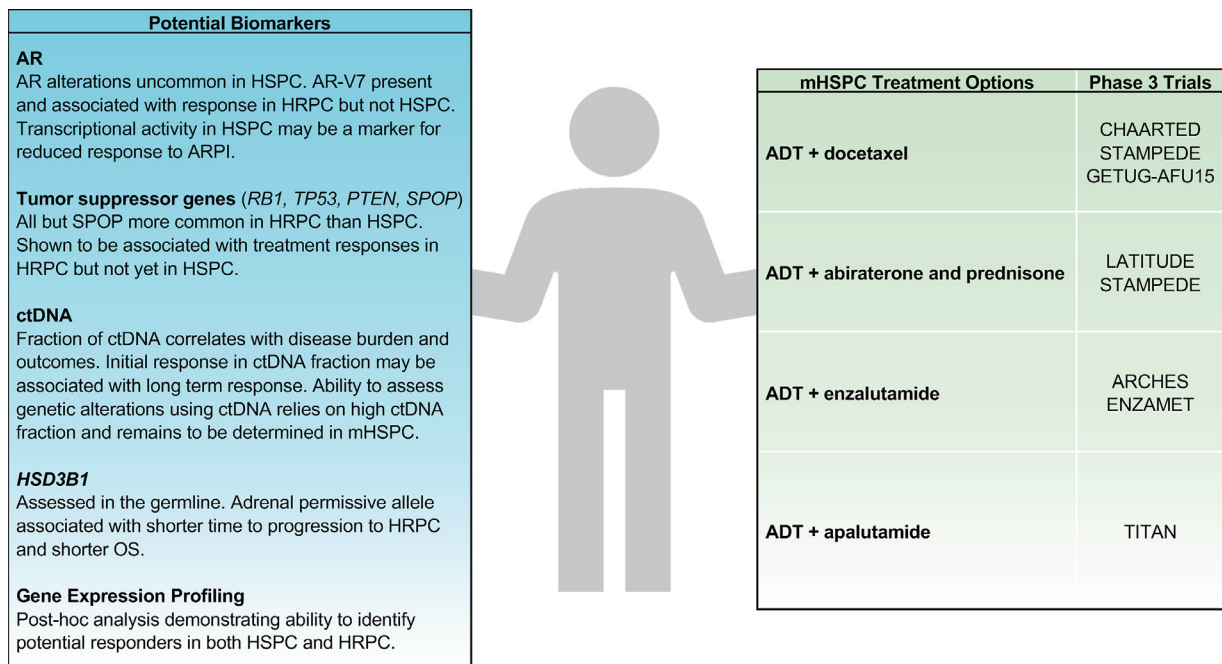 Potential Biomarkers
AR
AR alterations uncommon in HSPC. AR-V7 present
and associated with response in HRPC but not HSPC.
Transcriptional activity in HSPC may be a marker for
reduced response to ARPI.
Tumor suppressor genes (RB1, TP53, PTEN, SPOP)
All but SPOP more common in HRPC than HSPC.
Shown to be associated with treatment responses in
HRPC but not yet in HSPC.
ctDNA
Fraction of ctDNA correlates with disease burden and
outcomes. Initial response in ctDNA fraction may be
associated with long term response. Ability to assess
genetic alterations using ctDNA relies on high ctDNA
fraction and remains to be determined in mHSPC.
HSD3B1
Assessed in the germline. Adrenal permissive allele
associated with shorter time to progression to HRPC
and shorter OS.
Gene Expression Profiling
Post-hoc analysis demonstrating ability to identify
potential responders in both HSPC and HRPC.
mHSPC Treatment Options Phase 3 Trials
ADT + docetaxel
CHAARTED
STAMPEDE
GETUG-AFU15
ADT + abiraterone and prednisone
LATITUDE
STAMPEDE
ADT + enzalutamide
ARCHES
ENZAMET
ADT + apalutamide
TITAN